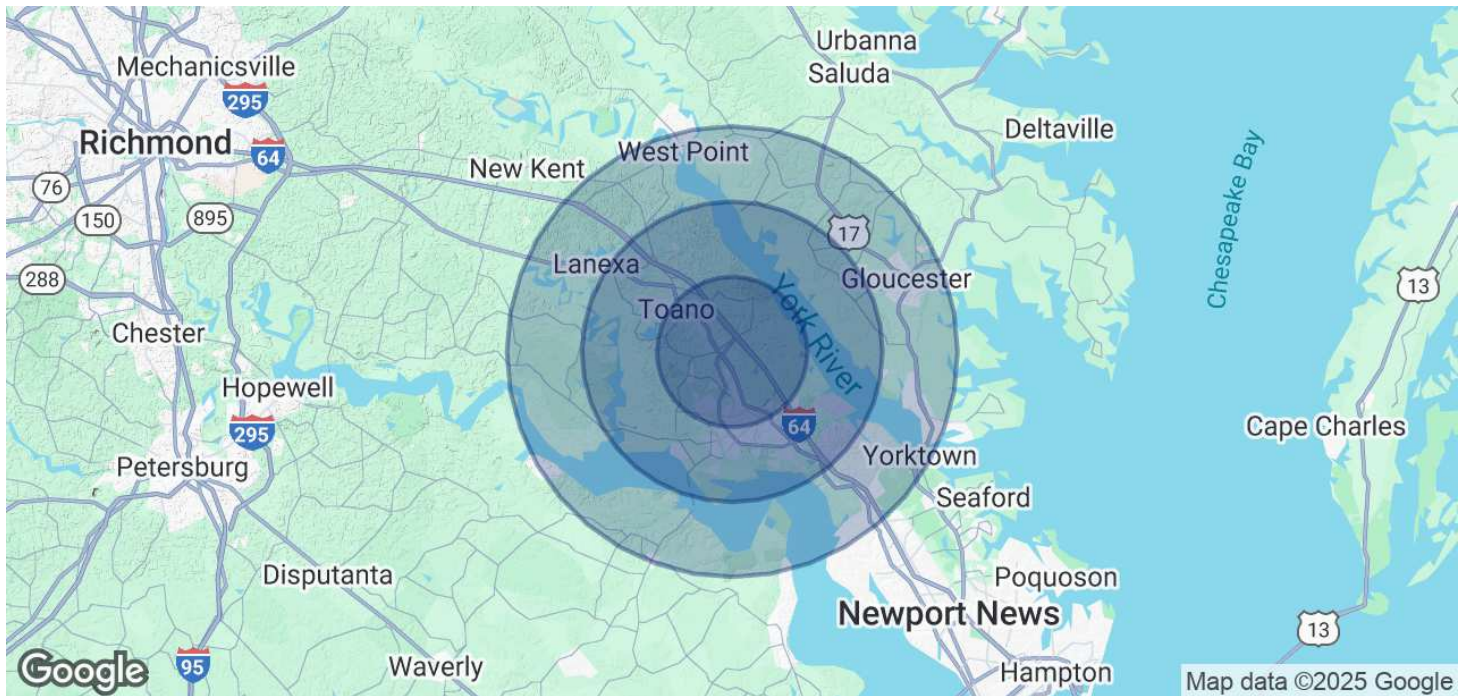 Urbanna
Saluda
Mechanicsville
295
Deltaville
Richmond
64
West Point
New Kent
76
150
895
17
288
Lanexa
Gloucester
13
Toano
York River
Chesapeake Bay
Chester
Hopewell
295
64
Cape Charles
Petersburg
Yorktown
Seaford
Disputanta
Poquoson
Newport News
13
Waverly
95
Hampton
Google
Map data ©2025 Google